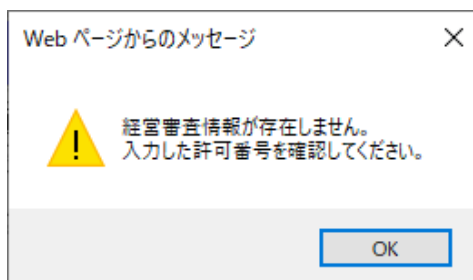 Web ページからのメッセージ
経営審査情報が存在しません。
入力した許可番号を確認してください。
OK